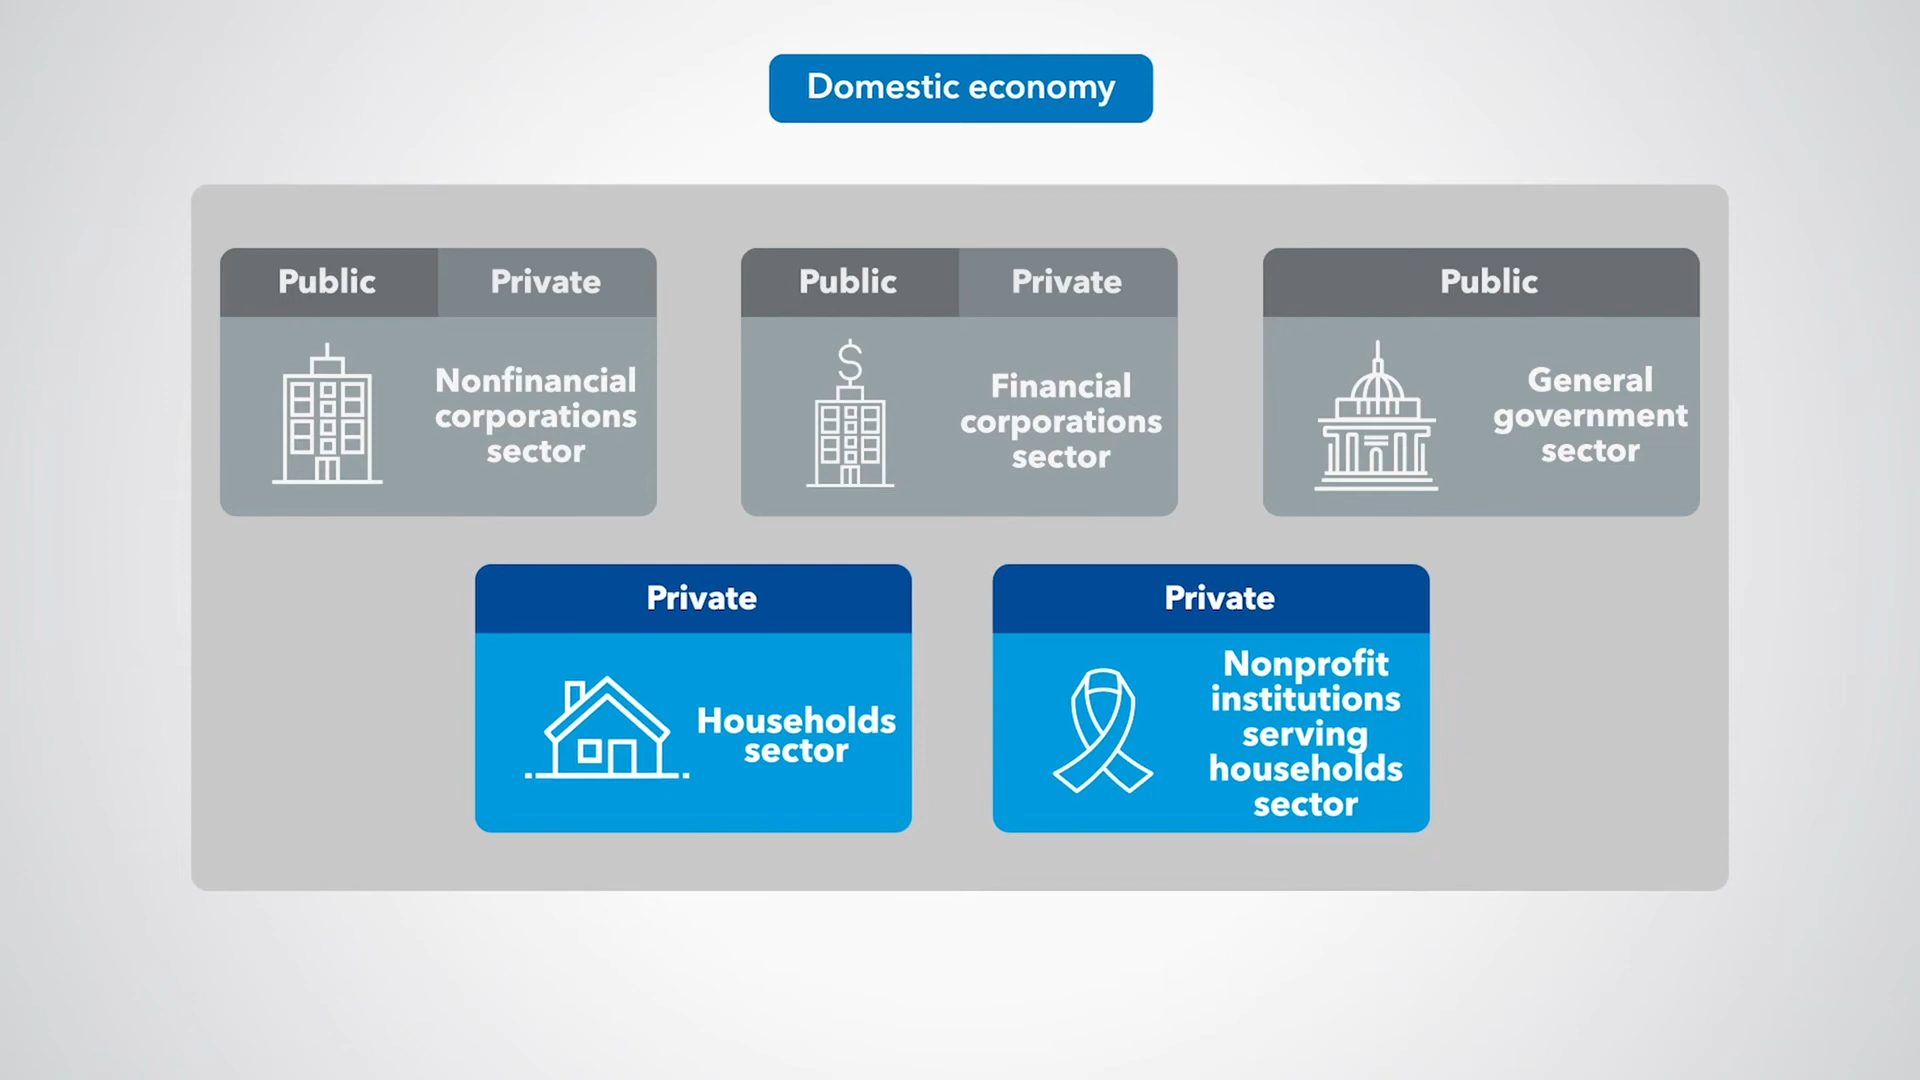 Domestic economy
Public
Private
Nonfinancial
corporations
sector
Public
Private
$
Financial
corporations
sector
Public
General
government
sector
Private
Households
sector
Private
Nonprofit
institutions
serving
households
sector